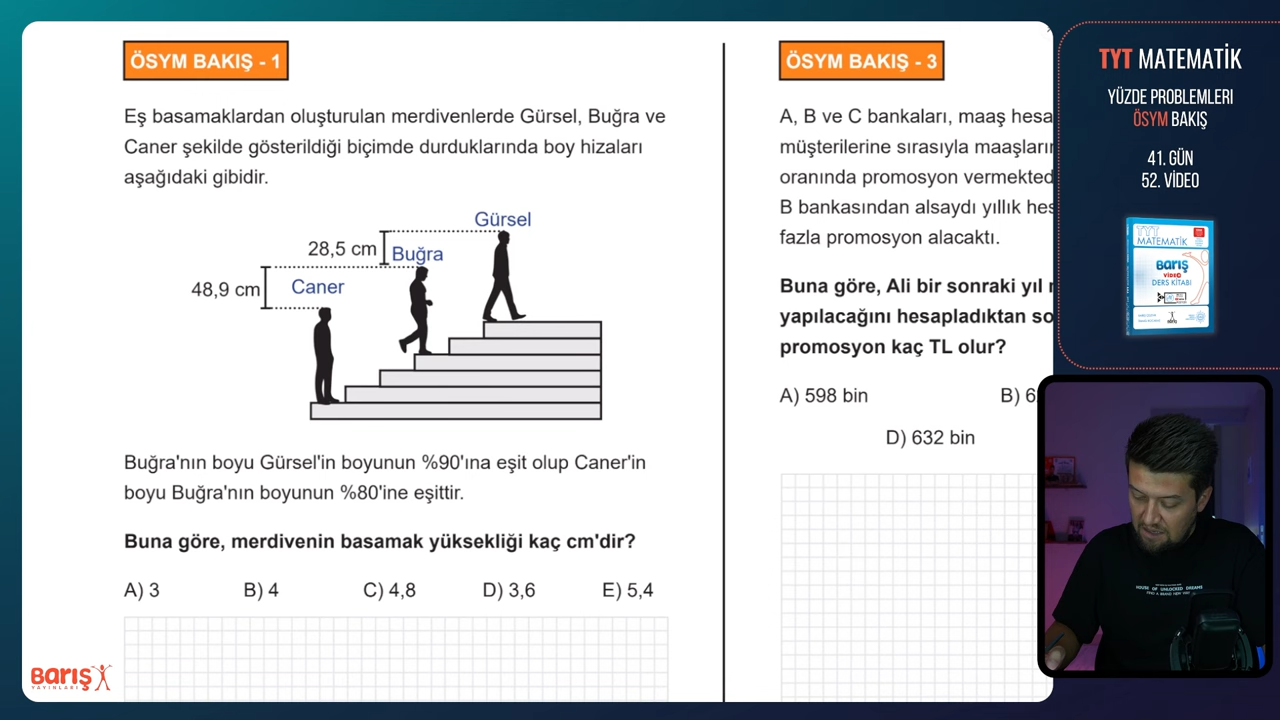 ÖSYM BAKIŞ - 1
Eş basamaklardan oluşturulan merdivenlerde Gürsel, Buğra ve
Caner şekilde gösterildiği biçimde durduklarında boy hizaları
aşağıdaki gibidir.
Gürsel
28,5 cm
Buğra
48,9 cm
Caner
Buğra'nın boyu Gürsel'in boyunun %90'ına eşit olup Caner'in
boyu Buğra'nın boyunun %80'ine eşittir.
Buna göre, merdivenin basamak yüksekliği kaç cm'dir?
A) 3 B) 4 C) 4,8 D) 3,6 E) 5,4
BARIŞ
YAYINLARI
ÖSYM BAKIŞ - 3
A, B ve C bankaları, maaş hesa
müşterilerine sırasıyla maaşların
oranında promosyon vermekted
B bankasından alsaydı yıllık hes
fazla promosyon alacaktı.
Buna göre, Ali bir sonraki yıl
yapılacağını hesapladıktan so
promosyon kaç TL olur?
A) 598 bin B) 6
D) 632 bin
TYT MATEMATİK
YÜZDE PROBLEMLERI
ÖSYM BAKIŞ
41. GÜN
52. VİDEO
TYT
MATEMATİK
BARIŞ
VİDEO
DERS KİTABI